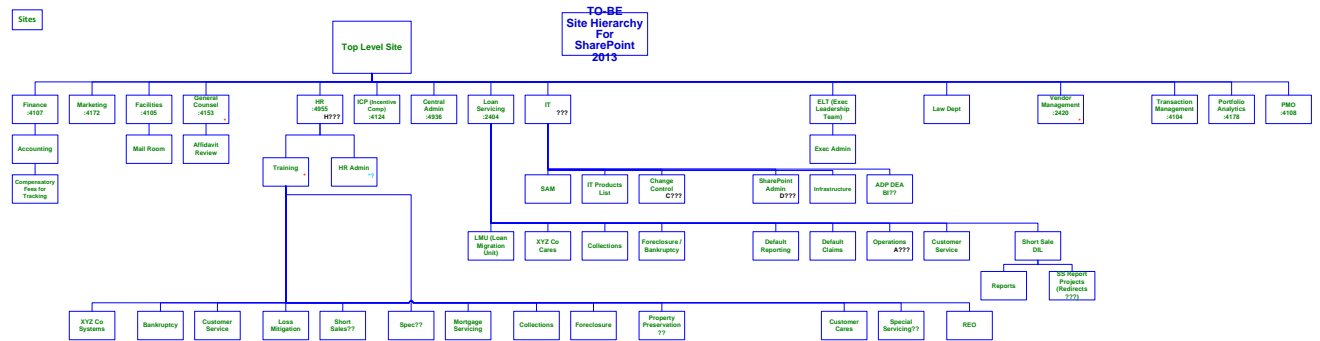 Sites
TO-BE
Site Hierarchy
For
SharePoint
2013
Top Level Site
Finance
:4107
Marketing
:4172
Facilities
:4105
General
Counsel
:4153
*
HR
:4955
H???
ICP (Incentive
Comp)
:4124
Central
Admin
:4936
Loan
Servicing
:2404
IT
???
ELT (Exec
Leadership
Team)
Law Dept
Vendor
Management
:2420
*
Transaction
Management
:4104
Portfolio
Analytics
:4178
PMO
:4108
Accounting
Mail Room
Affidavit
Review
Exec Admin
Training
*
HR Admin
*?
Compensatory
Fees for
Tracking
SAM
IT Products
List
Change
Control
C???
SharePoint
Admin
D???
Infrastructure
ADP DEA
BI??
LMU (Loan
Migration
Unit)
XYZ Co
Cares
Collections
Foreclosure /
Bankruptcy
Default
Reporting
Default
Claims
Operations
A???
Customer
Service
Short Sale
DIL
Reports
SS Report
Projects
(Redirects
???)
XYZ Co
Systems
Bankruptcy
Customer
Service
Loss
Mitigation
Short
Sales??
Spec??
Mortgage
Servicing
Collections
Foreclosure
Property
Preservation
??
Customer
Cares
Special
Servicing??
REO